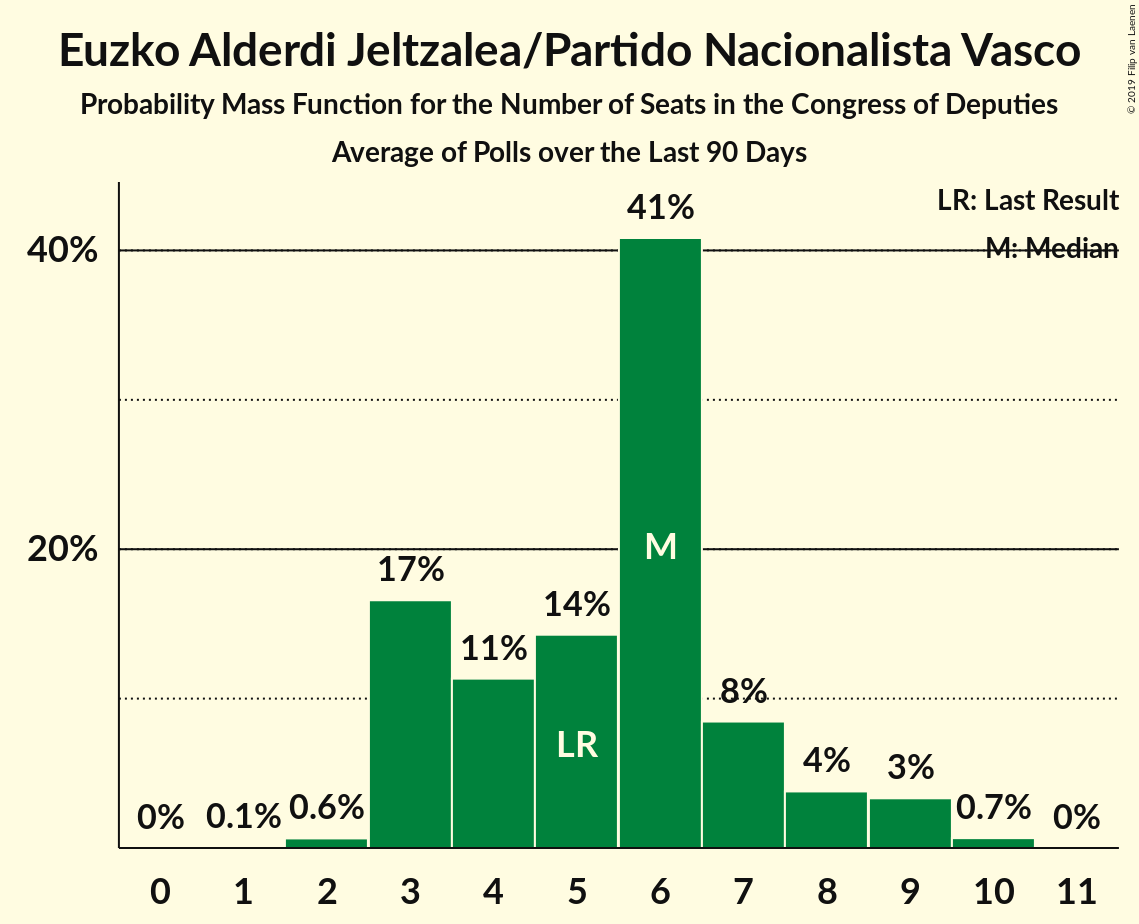 Euzko Alderdi Jeltzalea/Partido Nacionalista Vasco
Probability Mass Function for the Number of Seats in the Congress of Deputies
Average of Polls over the Last 90 Days
© 2019 Filip van Laenen
LR: Last Result
M: Median
40%
20%
0%
0.1%
0.6%
17%
11%
14%
41%
8%
4%
3%
0.7%
0%
LR
M
0 1 2 3 4 5 6 7 8 9 10 11